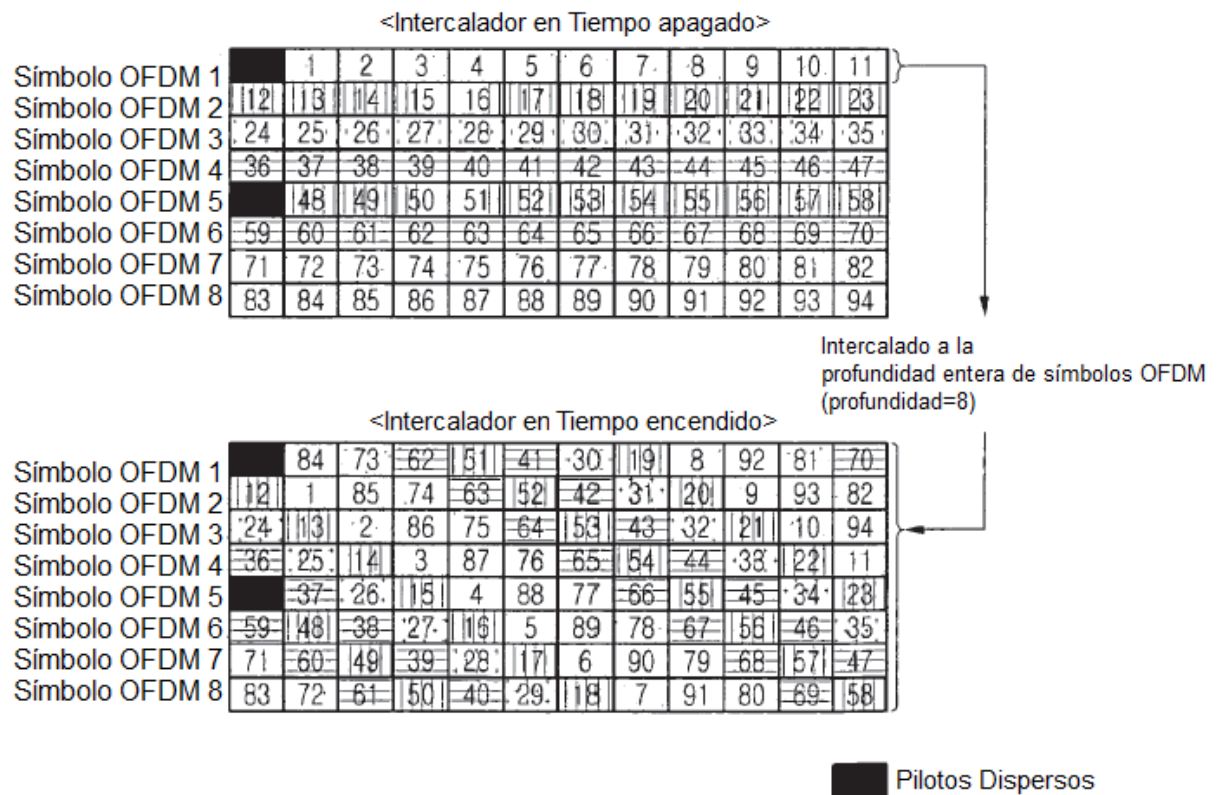 <Intercalador en Tiempo apagado>
Símbolo OFDM 1 1 2 3 4 5 6 7 8 9 10 11
Símbolo OFDM 2 12 13 14 15 16 17 18 19 20 21 22 23
Símbolo OFDM 3 24 25 26 27 28 29 30 31 32 33 34 35
Símbolo OFDM 4 36 37 38 39 40 41 42 43 44 45 46 47
Símbolo OFDM 5 48 49 50 51 52 53 54 55 56 57 58
Símbolo OFDM 6 59 60 61 62 63 64 65 66 67 68 69 70
Símbolo OFDM 7 71 72 73 74 75 76 77 78 79 80 81 82
Símbolo OFDM 8 83 84 85 86 87 88 89 90 91 92 93 94
Intercalado a la
profundidad entera de símbolos OFDM
(profundidad=8)
<Intercalador en Tiempo encendido>
Símbolo OFDM 1 84 73 62 51 41 30 19 8 92 81 70
Símbolo OFDM 2 12 1 85 74 63 52 42 31 20 9 93 82
Símbolo OFDM 3 24 13 2 86 75 64 53 43 32 21 10 94
Símbolo OFDM 4 36 25 14 3 87 76 65 54 44 33 22 11
Símbolo OFDM 5 37 26 15 4 88 77 66 55 45 34 23
Símbolo OFDM 6 59 48 38 27 16 5 89 78 67 56 46 35
Símbolo OFDM 7 71 60 49 39 28 17 6 90 79 68 57 47
Símbolo OFDM 8 83 72 61 50 40 29 18 7 91 80 69 58
Pilotos Dispersos